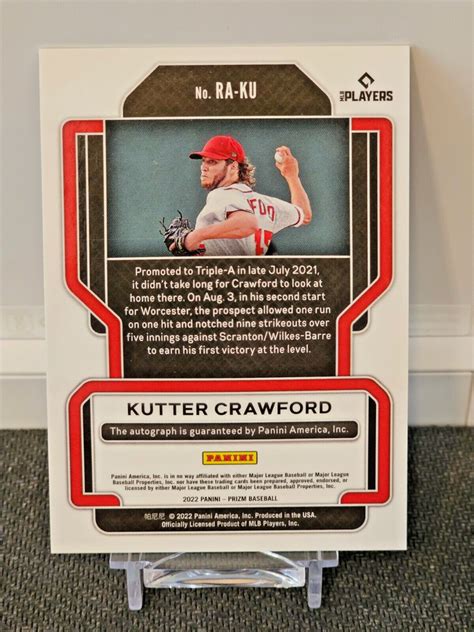 No. RA-KU
MLB PLAYERS
Promoted to Triple-A in late July 2021,
it didn't take long for Crawford to look at
home there. On Aug. 3, in his second start
for Worcester, the prospect allowed one run
on one hit and notched nine strikeouts over
five innings against Scranton/Wilkes-Barre
to earn his first victory at the level.
KUTTER CRAWFORD
The autograph is guaranteed by Panini America, Inc.
PANINI
Panini America, Inc. is in no way affiliated with either Major League Baseball or Major League
Baseball Properties, Inc. nor have these trading cards been prepared, approved, endorsed, or
licensed by either Major League Baseball or Major League Baseball Properties, Inc.
2022 PANINI – PRIZM BASEBALL
帕尼尼 © 2022 Panini America, Inc. Produced in the USA.
Officially Licensed Product of MLB Players, Inc.